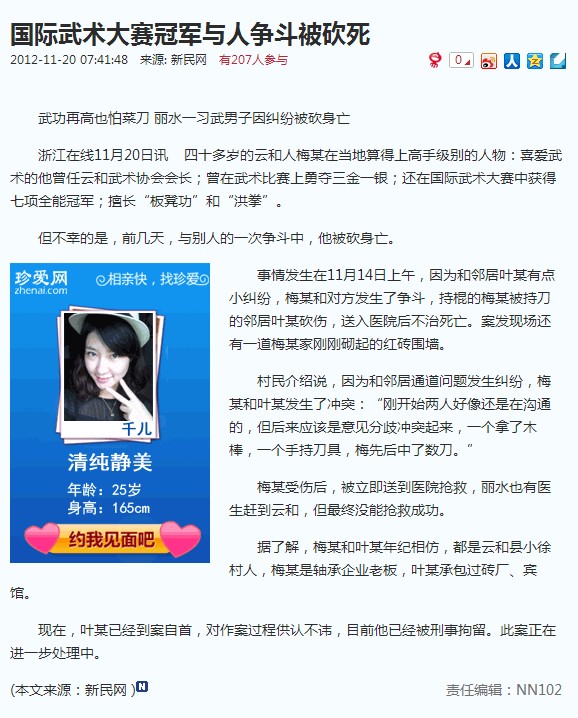 国际武术大赛冠军与人争斗被砍死
2012-11-20 07:41:48 来源: 新民网 有207人参与
0
武功再高也怕菜刀 丽水一习武男子因纠纷被砍身亡
浙江在线11月20日讯 四十多岁的云和人梅某在当地算得上高手级别的人物：喜爱武
术的他曾任云和武术协会会长；曾在武术比赛上勇夺三金一银；还在国际武术大赛中获得
七项全能冠军；擅长“板凳功”和“洪拳”。
但不幸的是，前几天，与别人的一次争斗中，他被砍身亡。
珍爱网
zhenai.com
相亲快，找珍爱
千儿
清纯静美
年龄：25岁
身高：165cm
约我见面吧
事情发生在11月14日上午，因为和邻居叶某有点
小纠纷，梅某和对方发生了争斗，持棍的梅某被持刀
的邻居叶某砍伤，送入医院后不治死亡。案发现场还
有一道梅某家刚刚砌起的红砖围墙。
村民介绍说，因为和邻居通道问题发生纠纷，梅
某和叶某发生了冲突：“刚开始两人好像还是在沟通
的，但后来应该是意见分歧冲突起来，一个拿了木
棒，一个手持刀具，梅先后中了数刀。”
梅某受伤后，被立即送到医院抢救，丽水也有医
生赶到云和，但最终没能抢救成功。
据了解，梅某和叶某年纪相仿，都是云和县小徐
村人，梅某是轴承企业老板，叶某承包过砖厂、宾
馆。
现在，叶某已经到案自首，对作案过程供认不讳，目前他已经被刑事拘留。此案正在
进一步处理中。
(本文来源：新民网 ) N 责任编辑：NN102